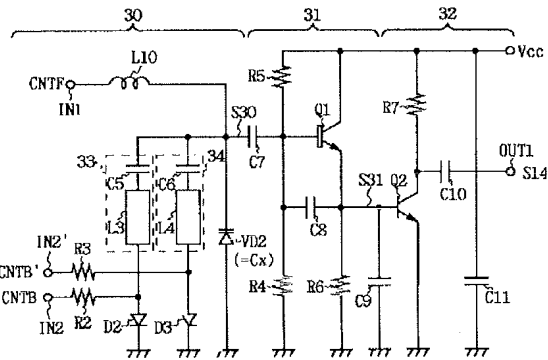 30 31 32
L10
Vcc
CNTF
IN1
R5
Q1
R7
S30
33 34
C7
OUT1
S14
C5 C6
S31 Q2
C10
L3 L4
C8
IN2'
R3
VD2
(=Cx)
CNTB'
CNTB
R2
IN2
D2 D3
R4 R6
C9
C11